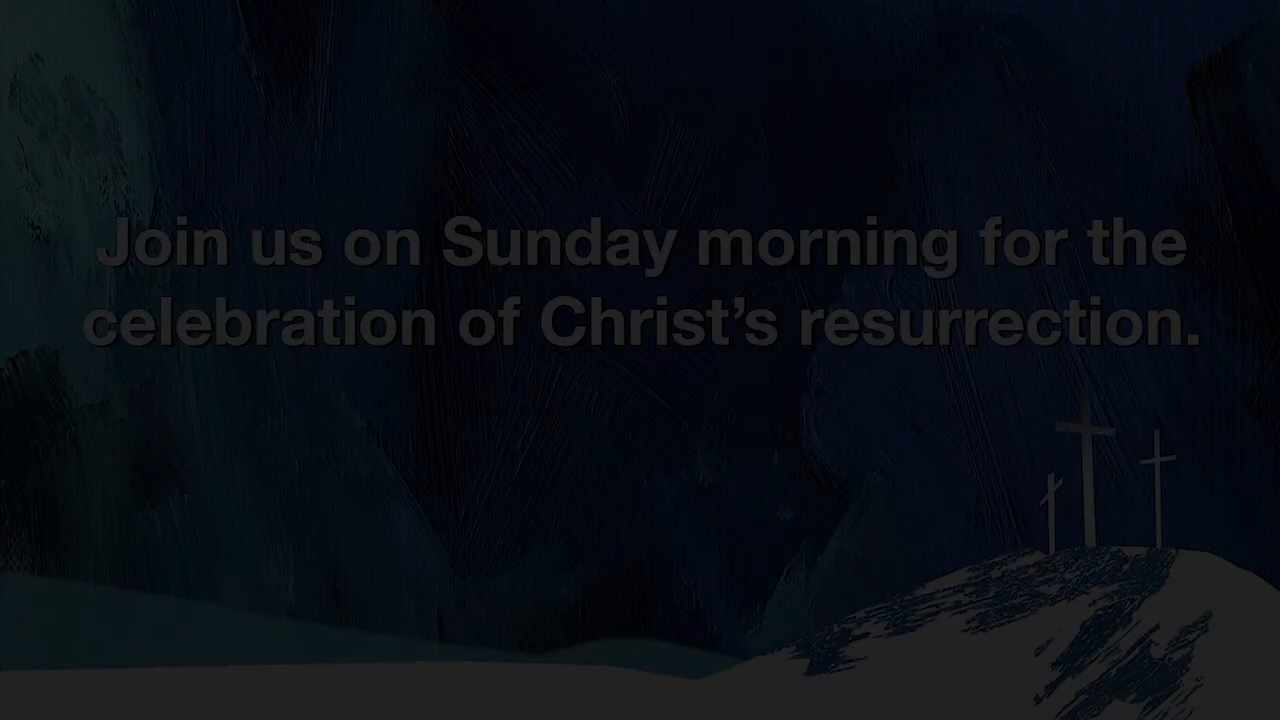 Join us on Sunday morning for the
celebration of Christ’s resurrection.